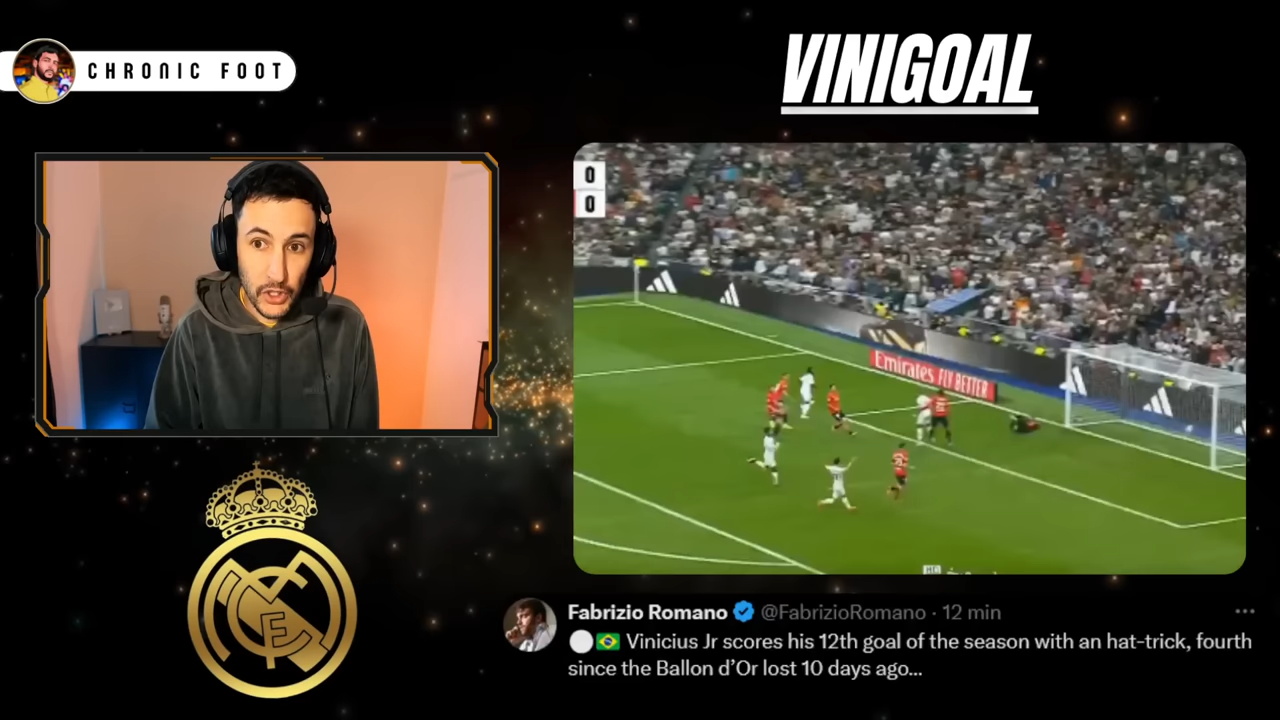 CHRONIC FOOT
VINIGOAL
0
0
Emirates FLY BETTER
Fabrizio Romano @FabrizioRomano · 12 min
Vinicius Jr scores his 12th goal of the season with an hat-trick, fourth
since the Ballon d’Or lost 10 days ago...